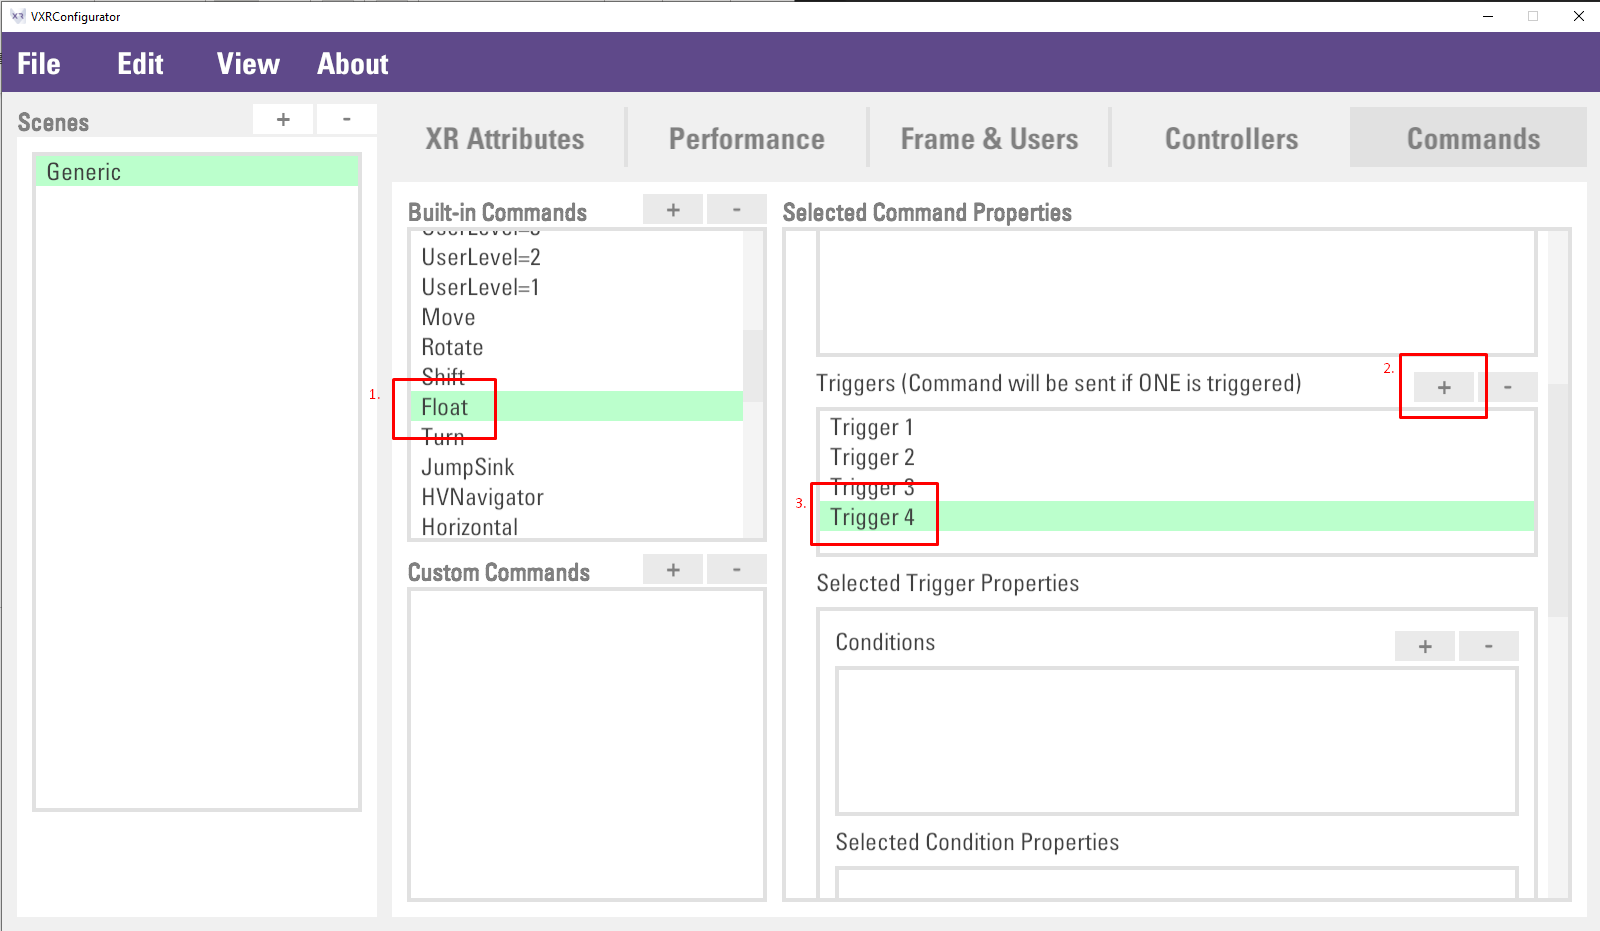 VXRConfigurator
File Edit View About
Scenes + -
Generic
XR Attributes Performance Frame & Users Controllers Commands
Built-in Commands + -
UserLevel=2
UserLevel=1
Move
Rotate
Shift
1.
Float
Turn
JumpSink
HVNavigator
Horizontal
Custom Commands + -
Selected Command Properties
2.
Triggers (Command will be sent if ONE is triggered) + -
Trigger 1
Trigger 2
Trigger 3
3.
Trigger 4
Selected Trigger Properties
Conditions + -
Selected Condition Properties